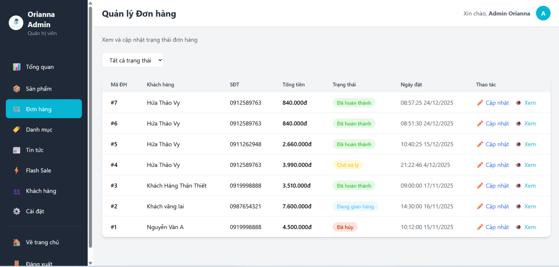 Orianna Admin
Quản trị viên
Tổng quan
Sản phẩm
Đơn hàng
Danh mục
Tin tức
Flash Sale
Khách hàng
Cài đặt
Về trang chủ
Đăng xuất
Quản lý Đơn hàng
Xin chào, Admin Orianna
A
Xem và cập nhật trạng thái đơn hàng
Tất cả trạng thái
Mã ĐH Khách hàng SĐT Tổng tiền Trạng thái Ngày đặt Thao tác
#7 Hứa Thảo Vy 0912589763 840.000đ Đã hoàn thành 08:57:25 24/12/2025 Cập nhật Xem
#6 Hứa Thảo Vy 0912589763 840.000đ Đã hoàn thành 08:51:30 24/12/2025 Cập nhật Xem
#5 Hứa Thảo Vy 0911262948 2.660.000đ Đã hoàn thành 10:40:25 15/12/2025 Cập nhật Xem
#4 Hứa Thảo Vy 0912589763 3.990.000đ Chờ xử lý 21:22:46 4/12/2025 Cập nhật Xem
#3 Khách Hàng Thân Thiết 0919998888 3.510.000đ Đã hoàn thành 09:00:00 17/11/2025 Cập nhật Xem
#2 Khách vãng lai 0987654321 7.600.000đ Đang giao hàng 14:30:00 16/11/2025 Cập nhật Xem
#1 Nguyễn Văn A 0919998888 4.500.000đ Đã hủy 10:12:00 15/11/2025 Cập nhật Xem